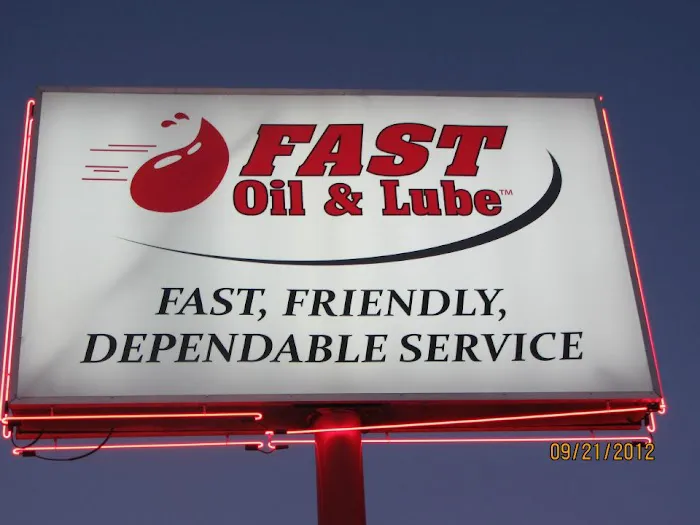 FAST
Oil & Lube™
FAST, FRIENDLY,
DEPENDABLE SERVICE
09/21/2012